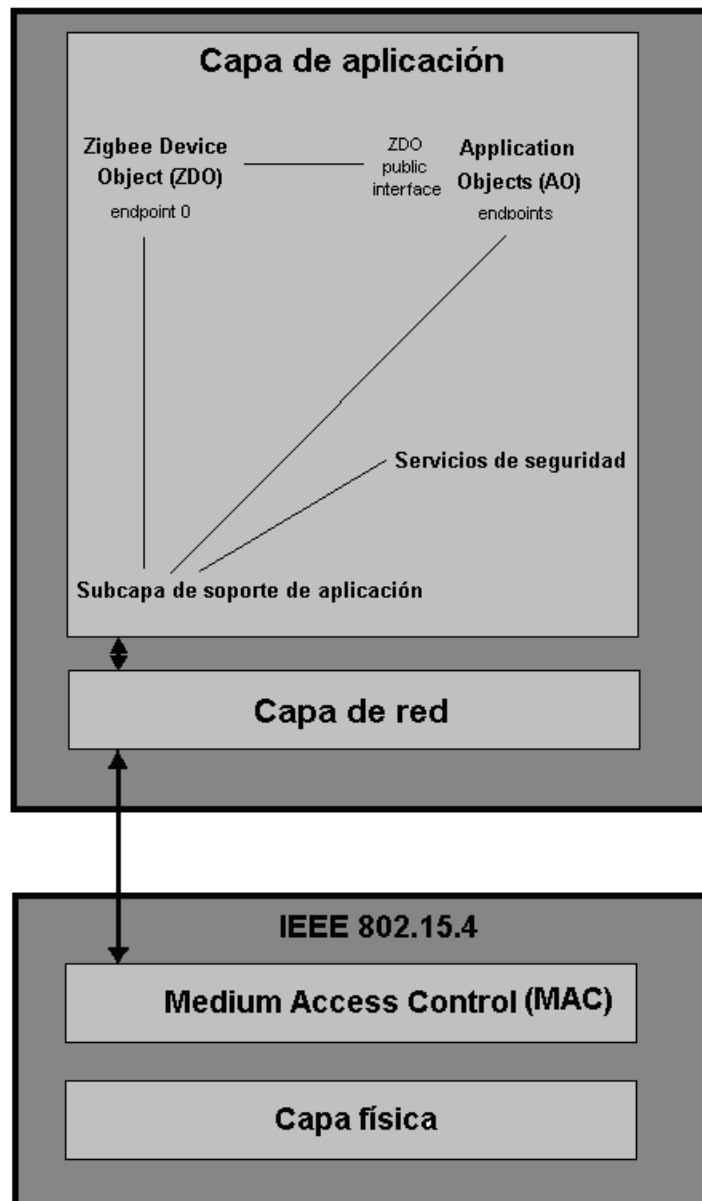 Capa de aplicación
Zigbee Device
Object (ZDO)
endpoint 0
ZDO
public
interface
Application
Objects (AO)
endpoints
Servicios de seguridad
Subcapa de soporte de aplicación
Capa de red
IEEE 802.15.4
Medium Access Control (MAC)
Capa física